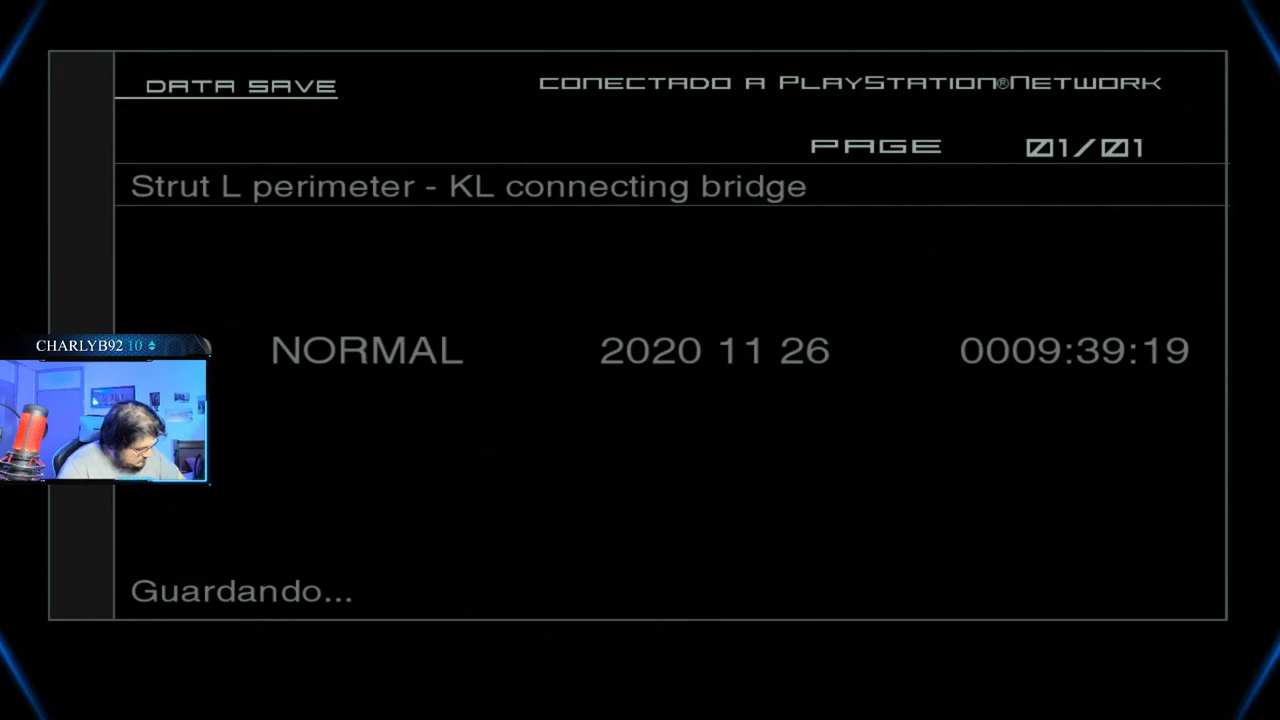 DATA SAVE
CONECTADO A PLAYSTATION®NETWORK
PAGE 01/01
Strut L perimeter - KL connecting bridge
CHARLYB92 10
NORMAL 2020 11 26 0009:39:19
Guardando...